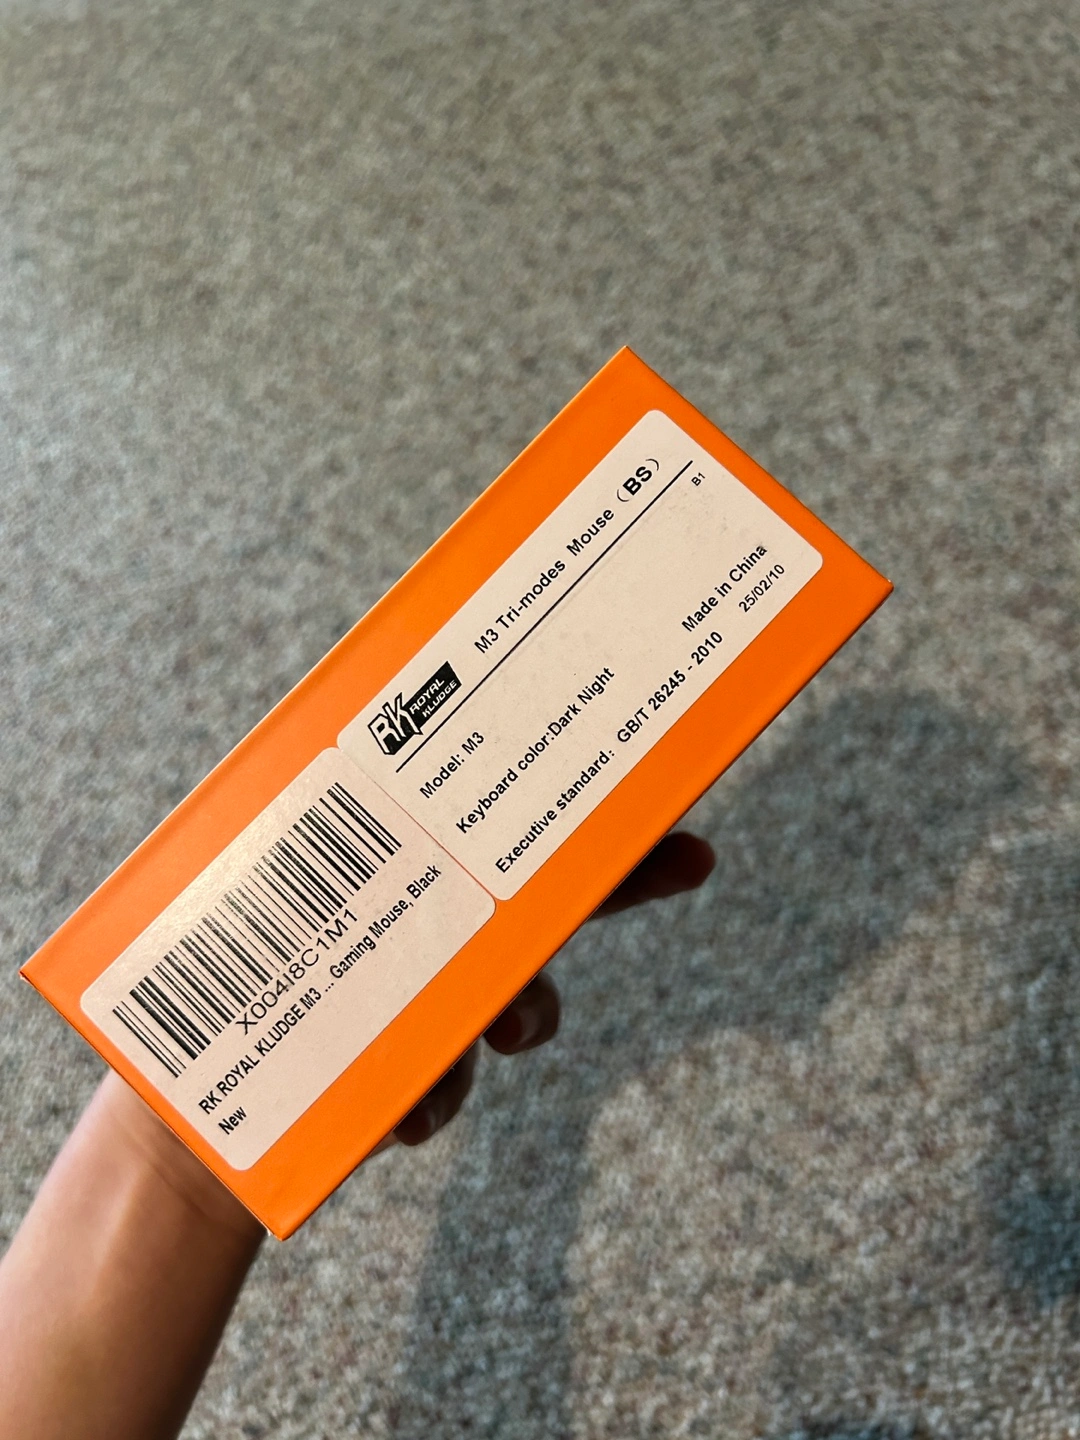 RK ROYAL KLUDGE
M3 Tri-modes Mouse （BS）
B1
Model: M3
Keyboard color:Dark Night
Made in China
Executive standard： GB/T 26245 - 2010
25/02/10
X004I8C1M1
RK ROYAL KLUDGE M3 ... Gaming Mouse, Black
New